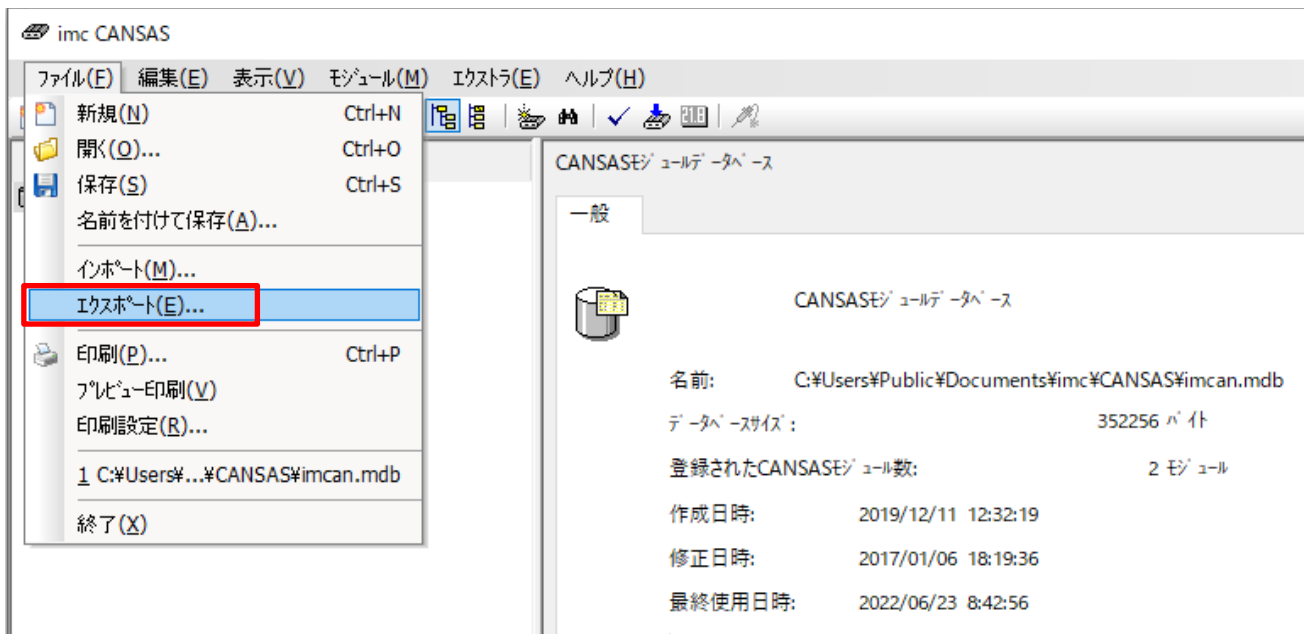 imc CANSAS
ファイル(F) 編集(E) 表示(V) モジュール(M) エクストラ(E) ヘルプ(H)
新規(N) Ctrl+N
開く(O)... Ctrl+O
保存(S) Ctrl+S
名前を付けて保存(A)...
インポート(M)...
エクスポート(E)...
印刷(P)... Ctrl+P
プレビュー印刷(V)
印刷設定(R)...
1 C:¥Users¥...¥CANSAS¥imcan.mdb
終了(X)
CANSASモジュールデータベース
一般
CANSASモジュールデータベース
名前: C:¥Users¥Public¥Documents¥imc¥CANSAS¥imcan.mdb
データベースサイズ: 352256 バイト
登録されたCANSASモジュール数: 2 モジュール
作成日時: 2019/12/11 12:32:19
修正日時: 2017/01/06 18:19:36
最終使用日時: 2022/06/23 8:42:56